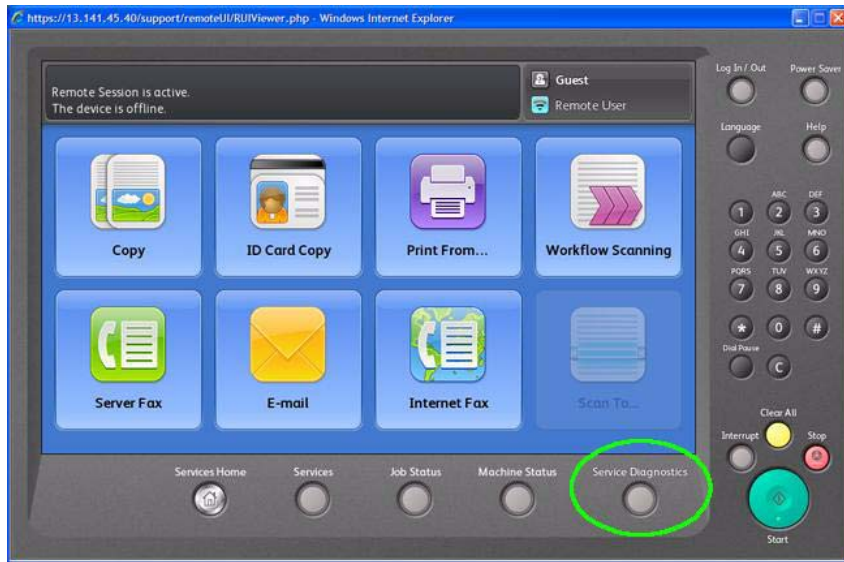 https://13.141.45.40/support/remoteUI/RUIViewer.php - Windows Internet Explorer
Remote Session is active.
The device is offline.
Guest
Remote User
Copy
ID Card Copy
Print From...
Workflow Scanning
Server Fax
E-mail
Internet Fax
Scan To...
Services Home
Services
Job Status
Machine Status
Service Diagnostics
Log In / Out
Power Saver
Language
Help
ABC
DEF
1
2
3
GHI
JKL
MNO
4
5
6
PQRS
TUV
WXYZ
7
8
9
*
0
#
Dial Pause
C
Clear All
Interrupt
Stop
Start